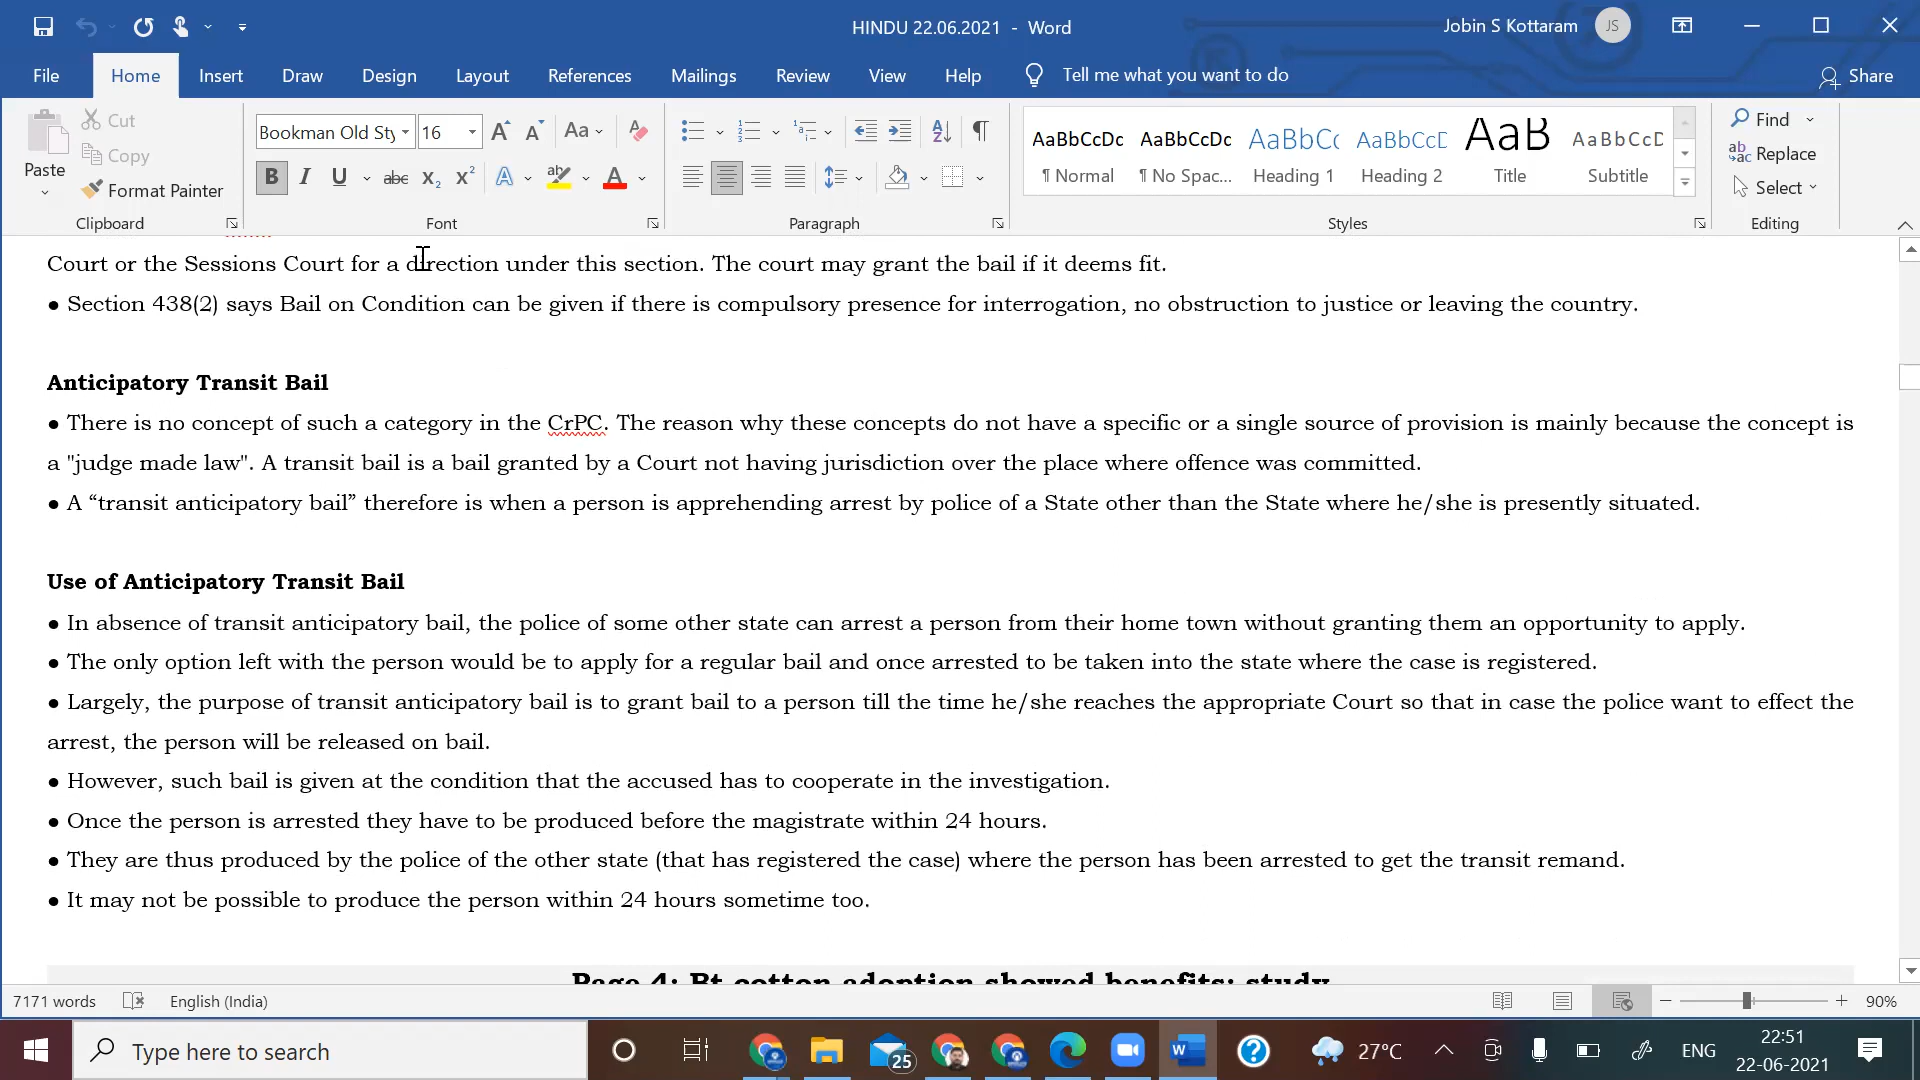 HINDU 22.06.2021 - Word
Jobin S Kottaram
JS
File
Home
Insert
Draw
Design
Layout
References
Mailings
Review
View
Help
Tell me what you want to do
Share
Paste
Cut
Copy
Format Painter
Clipboard
Bookman Old Sty
16
Font
Paragraph
AaBbCcDc
¶ Normal
AaBbCcDc
¶ No Spac...
AaBbCc
Heading 1
AaBbCcD
Heading 2
AaB
Title
AaBbCcD
Subtitle
Styles
Find
Replace
Select
Editing
Court or the Sessions Court for a direction under this section. The court may grant the bail if it deems fit.
● Section 438(2) says Bail on Condition can be given if there is compulsory presence for interrogation, no obstruction to justice or leaving the country.
Anticipatory Transit Bail
● There is no concept of such a category in the CrPC. The reason why these concepts do not have a specific or a single source of provision is mainly because the concept is
a "judge made law". A transit bail is a bail granted by a Court not having jurisdiction over the place where offence was committed.
● A “transit anticipatory bail” therefore is when a person is apprehending arrest by police of a State other than the State where he/she is presently situated.
Use of Anticipatory Transit Bail
● In absence of transit anticipatory bail, the police of some other state can arrest a person from their home town without granting them an opportunity to apply.
● The only option left with the person would be to apply for a regular bail and once arrested to be taken into the state where the case is registered.
● Largely, the purpose of transit anticipatory bail is to grant bail to a person till the time he/she reaches the appropriate Court so that in case the police want to effect the
arrest, the person will be released on bail.
● However, such bail is given at the condition that the accused has to cooperate in the investigation.
● Once the person is arrested they have to be produced before the magistrate within 24 hours.
● They are thus produced by the police of the other state (that has registered the case) where the person has been arrested to get the transit remand.
● It may not be possible to produce the person within 24 hours sometime too.
Page 4: Bt cotton adoption showed benefits: study
7171 words
English (India)
90%
Type here to search
25
27°C
ENG
22:51
22-06-2021